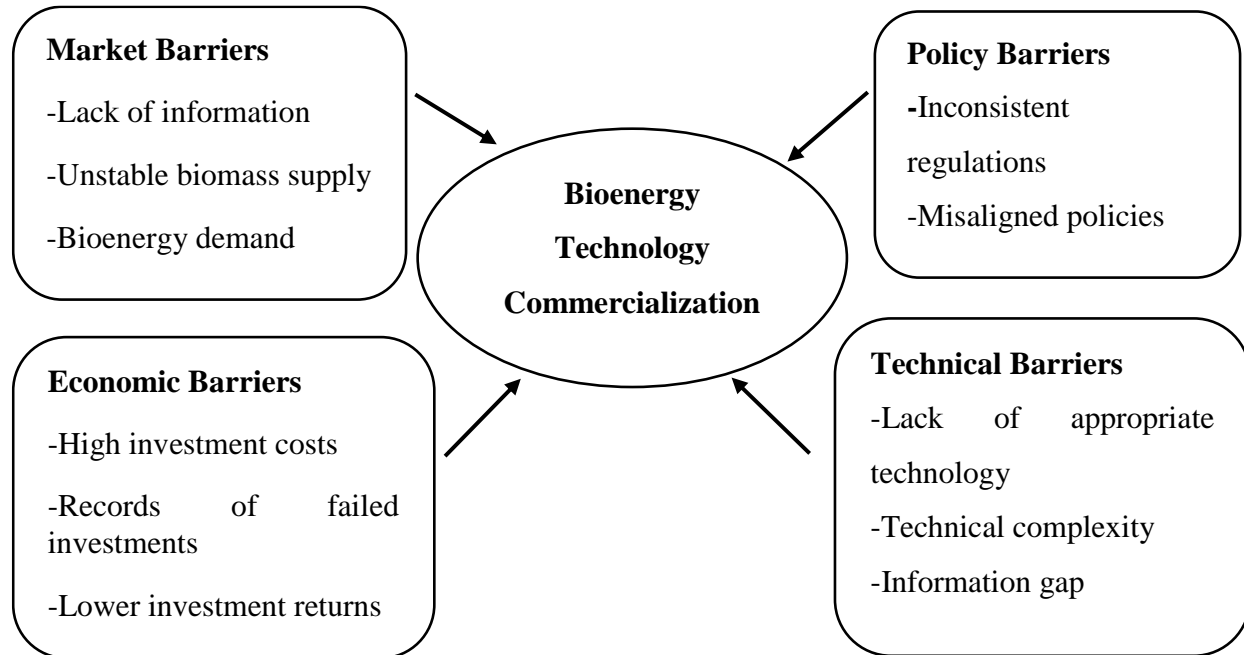 Market Barriers
-Lack of information
-Unstable biomass supply
-Bioenergy demand
Policy Barriers
-Inconsistent
regulations
-Misaligned policies
Bioenergy
Technology
Commercialization
Economic Barriers
-High investment costs
-Records of failed
investments
-Lower investment returns
Technical Barriers
-Lack of appropriate
technology
-Technical complexity
-Information gap